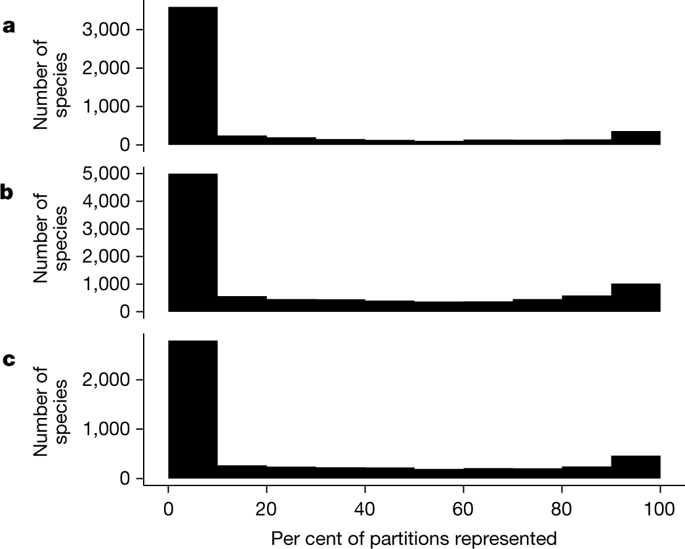 a
Number of
species
3,000
2,000
1,000
0
b
Number of
species
5,000
4,000
3,000
2,000
1,000
0
c
Number of
species
2,000
1,000
0
0 20 40 60 80 100
Per cent of partitions represented